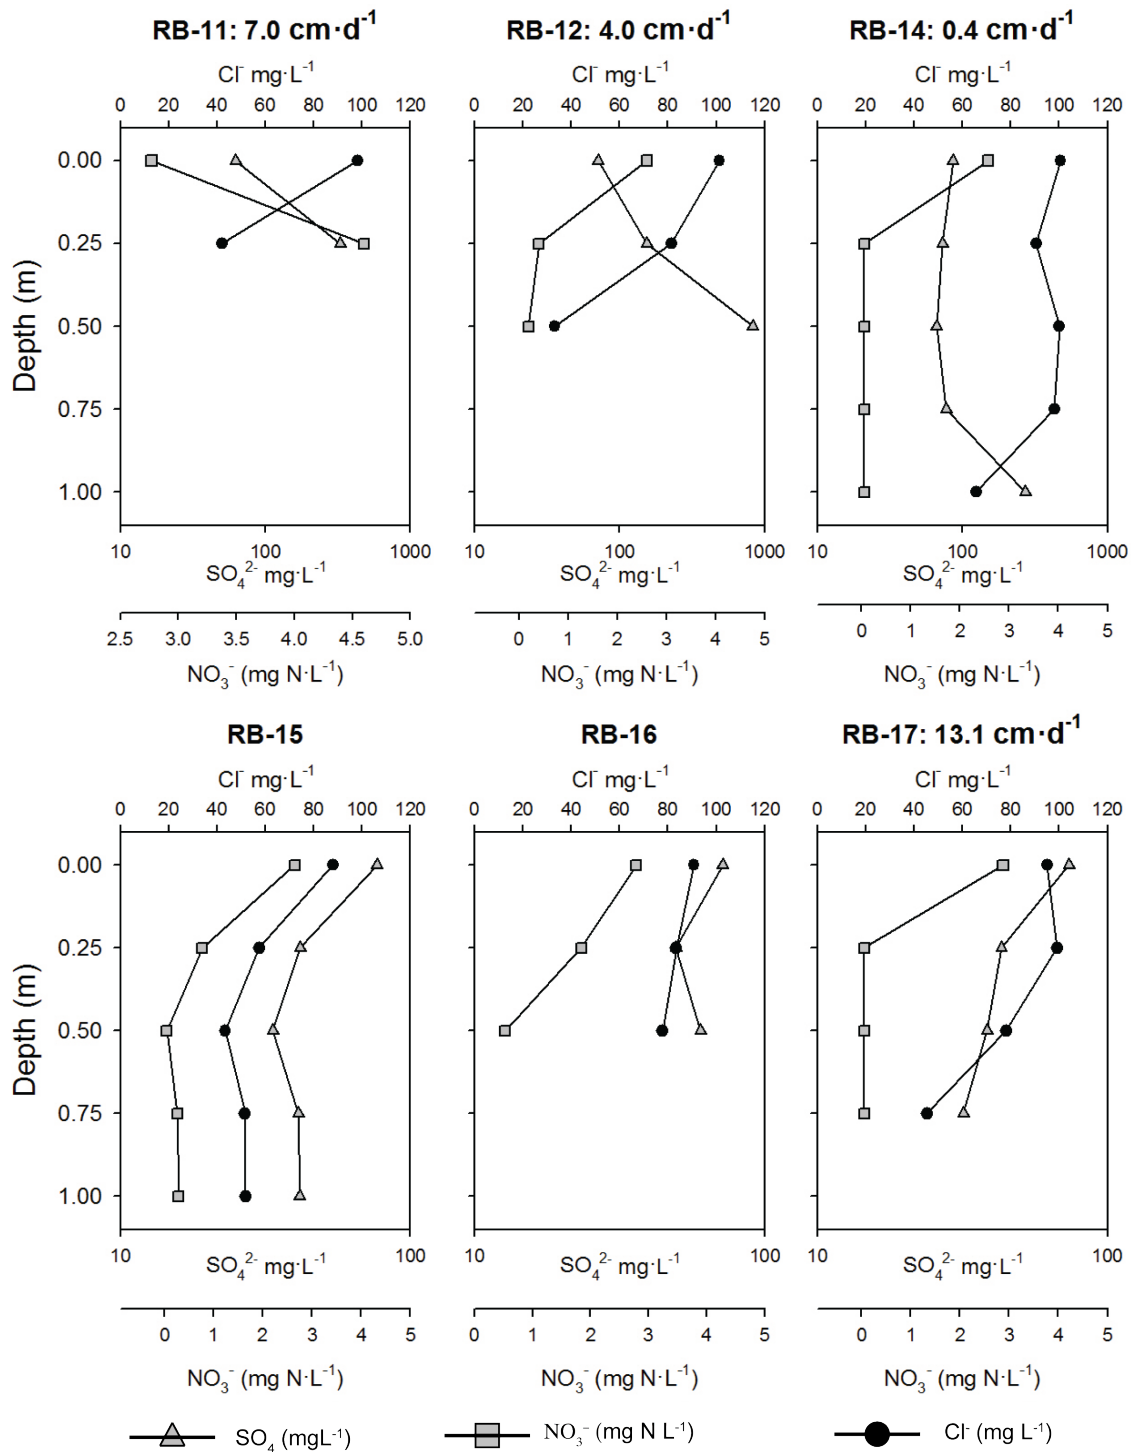 RB-11: 7.0 cm·d⁻¹ RB-12: 4.0 cm·d⁻¹ RB-14: 0.4 cm·d⁻¹
Cl⁻ mg·L⁻¹ Cl⁻ mg·L⁻¹ Cl⁻ mg·L⁻¹
0 20 40 60 80 100 120 0 20 40 60 80 100 120 0 20 40 60 80 100 120
0.00
0.25
0.50
0.75
1.00
Depth (m)
10 100 1000 10 100 1000 10 100 1000
SO₄²⁻ mg·L⁻¹ SO₄²⁻ mg·L⁻¹ SO₄²⁻ mg·L⁻¹
2.5 3.0 3.5 4.0 4.5 5.0 0 1 2 3 4 5 0 1 2 3 4 5
NO₃⁻ (mg N·L⁻¹) NO₃⁻ (mg N·L⁻¹) NO₃⁻ (mg N·L⁻¹)
RB-15 RB-16 RB-17: 13.1 cm·d⁻¹
Cl⁻ mg·L⁻¹ Cl⁻ mg·L⁻¹ Cl⁻ mg·L⁻¹
0 20 40 60 80 100 120 0 20 40 60 80 100 120 0 20 40 60 80 100 120
0.00
0.25
0.50
0.75
1.00
Depth (m)
10 100 10 100 10 100
SO₄²⁻ mg·L⁻¹ SO₄²⁻ mg·L⁻¹ SO₄²⁻ mg·L⁻¹
0 1 2 3 4 5 0 1 2 3 4 5 0 1 2 3 4 5
NO₃⁻ (mg N·L⁻¹) NO₃⁻ (mg N·L⁻¹) NO₃⁻ (mg N·L⁻¹)
SO₄ (mgL⁻¹) NO₃⁻ (mg N L⁻¹) Cl⁻ (mg L⁻¹)